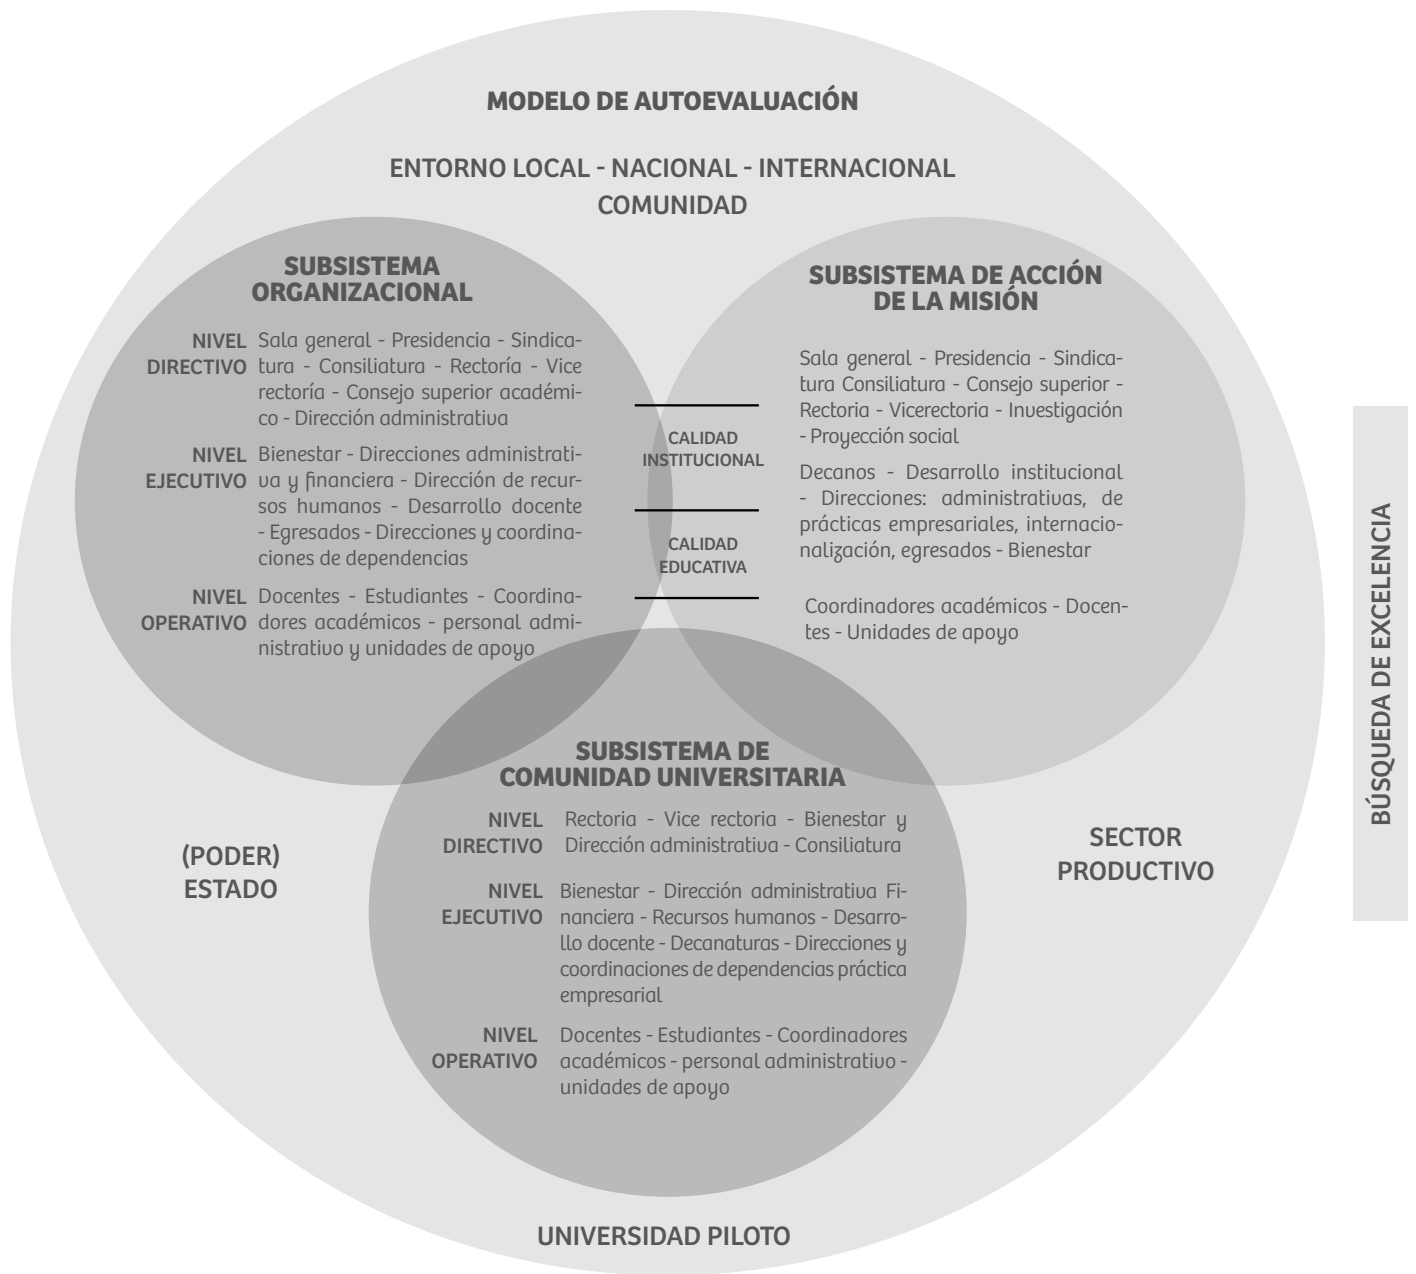 MODELO DE AUTOEVALUACIÓN
ENTORNO LOCAL - NACIONAL - INTERNACIONAL
COMUNIDAD
SUBSISTEMA
ORGANIZACIONAL
NIVEL
DIRECTIVO
Sala general - Presidencia - Sindica-
tura - Consiliatura - Rectoría - Vice
rectoría - Consejo superior académi-
co - Dirección administrativa
NIVEL
EJECUTIVO
Bienestar - Direcciones administrati-
va y financiera - Dirección de recur-
sos humanos - Desarrollo docente
- Egresados - Direcciones y coordina-
ciones de dependencias
NIVEL
OPERATIVO
Docentes - Estudiantes - Coordina-
dores académicos - personal admi-
nistrativo y unidades de apoyo
CALIDAD
INSTITUCIONAL
CALIDAD
EDUCATIVA
SUBSISTEMA DE ACCIÓN
DE LA MISIÓN
Sala general - Presidencia - Sindica-
tura Consiliatura - Consejo superior -
Rectoria - Vicerectoria - Investigación
- Proyección social
Decanos - Desarrollo institucional
- Direcciones: administrativas, de
prácticas empresariales, internacio-
nalización, egresados - Bienestar
Coordinadores académicos - Docen-
tes - Unidades de apoyo
SUBSISTEMA DE
COMUNIDAD UNIVERSITARIA
NIVEL
DIRECTIVO
Rectoria - Vice rectoria - Bienestar y
Dirección administrativa - Consiliatura
NIVEL
EJECUTIVO
Bienestar - Dirección administrativa Fi-
nanciera - Recursos humanos - Desarro-
llo docente - Decanaturas - Direcciones y
coordinaciones de dependencias práctica
empresarial
NIVEL
OPERATIVO
Docentes - Estudiantes - Coordinadores
académicos - personal administrativo -
unidades de apoyo
(PODER)
ESTADO
SECTOR
PRODUCTIVO
UNIVERSIDAD PILOTO
BÚSQUEDA DE EXCELENCIA